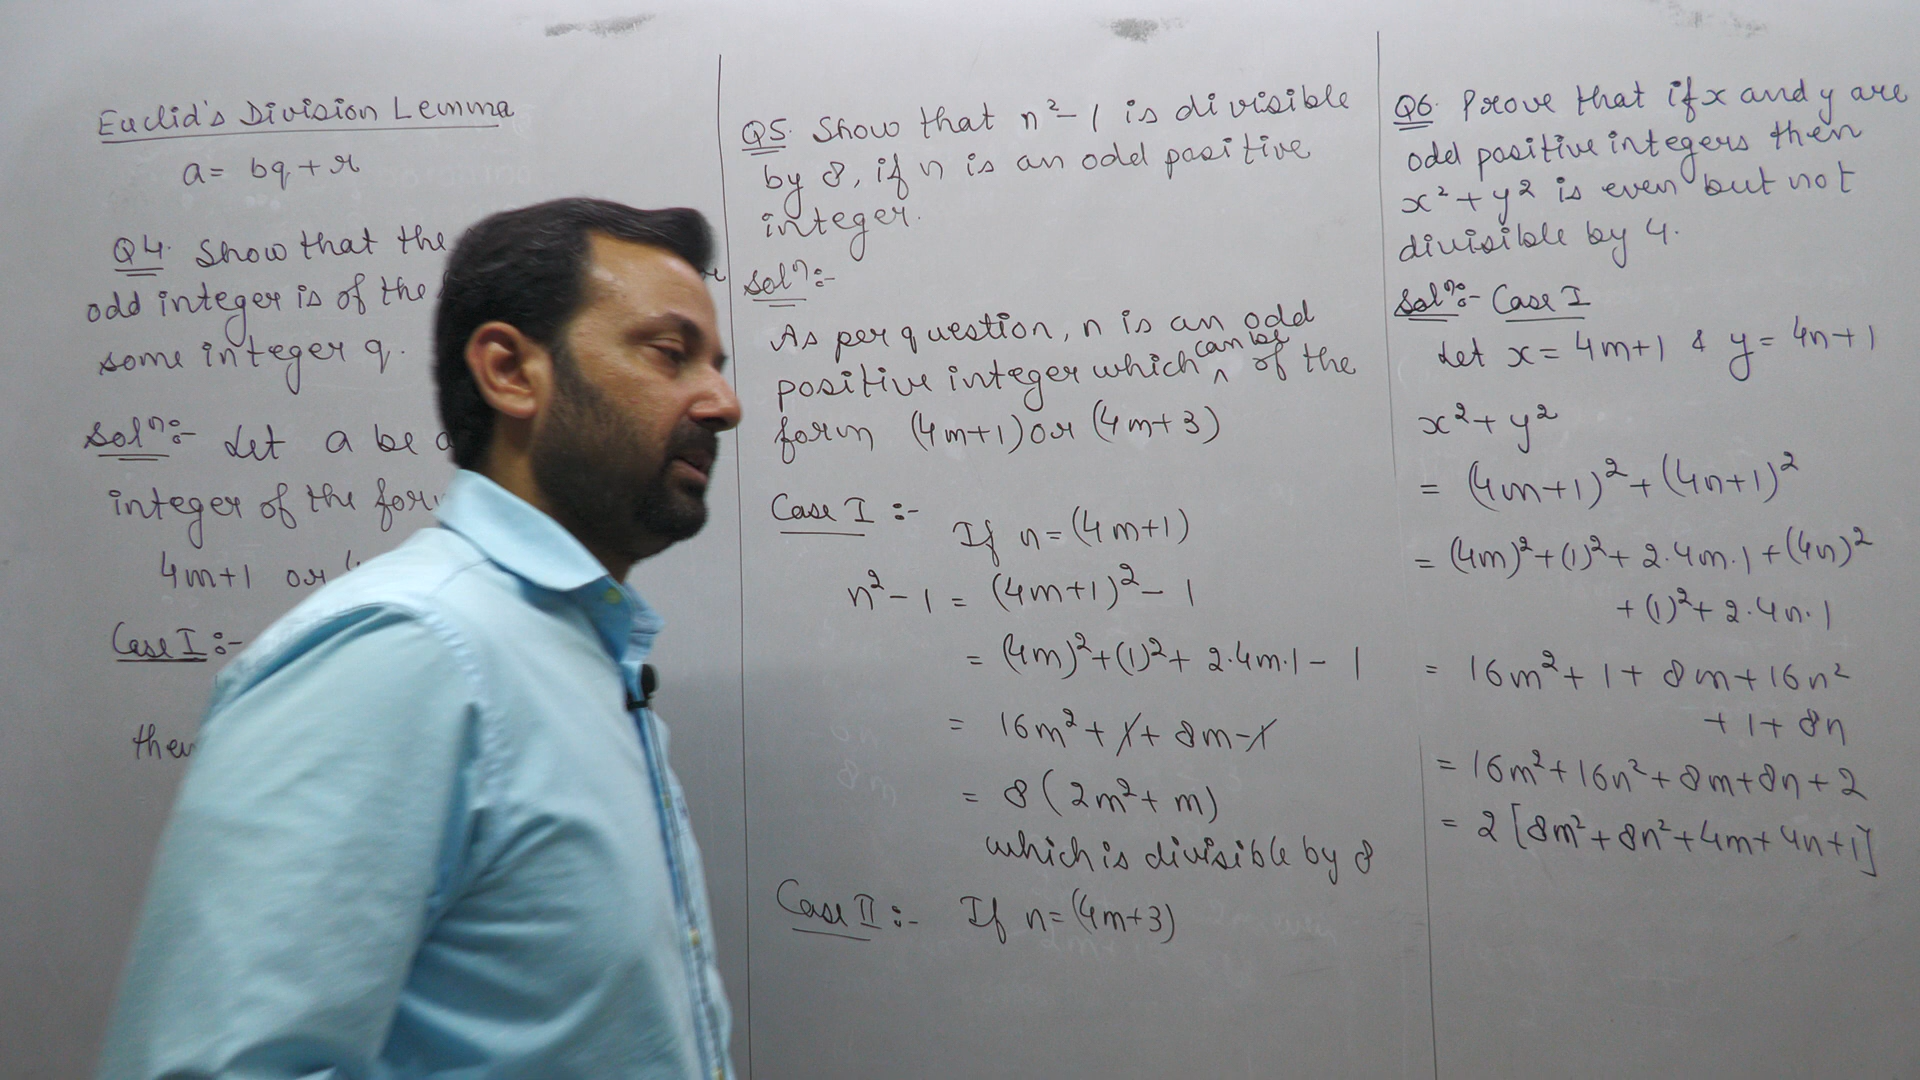 Euclid's Division Lemma
a = bq + r
Q4. Show that the
odd integer is of the
some integer q.
Solⁿ:- Let a be a
integer of the
4m+1 or
Case I :-
then
Q5. Show that n² - 1 is divisible
by 8, if n is an odd positive
integer.
Solⁿ:-
As per question, n is an odd
positive integer which can be of the
form (4m+1) or (4m+3)
Case I :- If n = (4m+1)
n² - 1 = (4m+1)² - 1
= (4m)² + (1)² + 2·4m·1 - 1
= 16m² + 1 + 8m - 1
= 8 (2m² + m)
which is divisible by 8
Case II :- If n = (4m+3)
Q6. Prove that if x and y are
odd positive integers then
x² + y² is even but not
divisible by 4.
Solⁿ:- Case I
Let x = 4m+1 & y = 4n+1
x² + y²
= (4m+1)² + (4n+1)²
= (4m)² + (1)² + 2·4m·1 + (4n)²
+ (1)² + 2·4n·1
= 16m² + 1 + 8m + 16n²
+ 1 + 8n
= 16m² + 16n² + 8m + 8n + 2
= 2 [8m² + 8n² + 4m + 4n + 1]